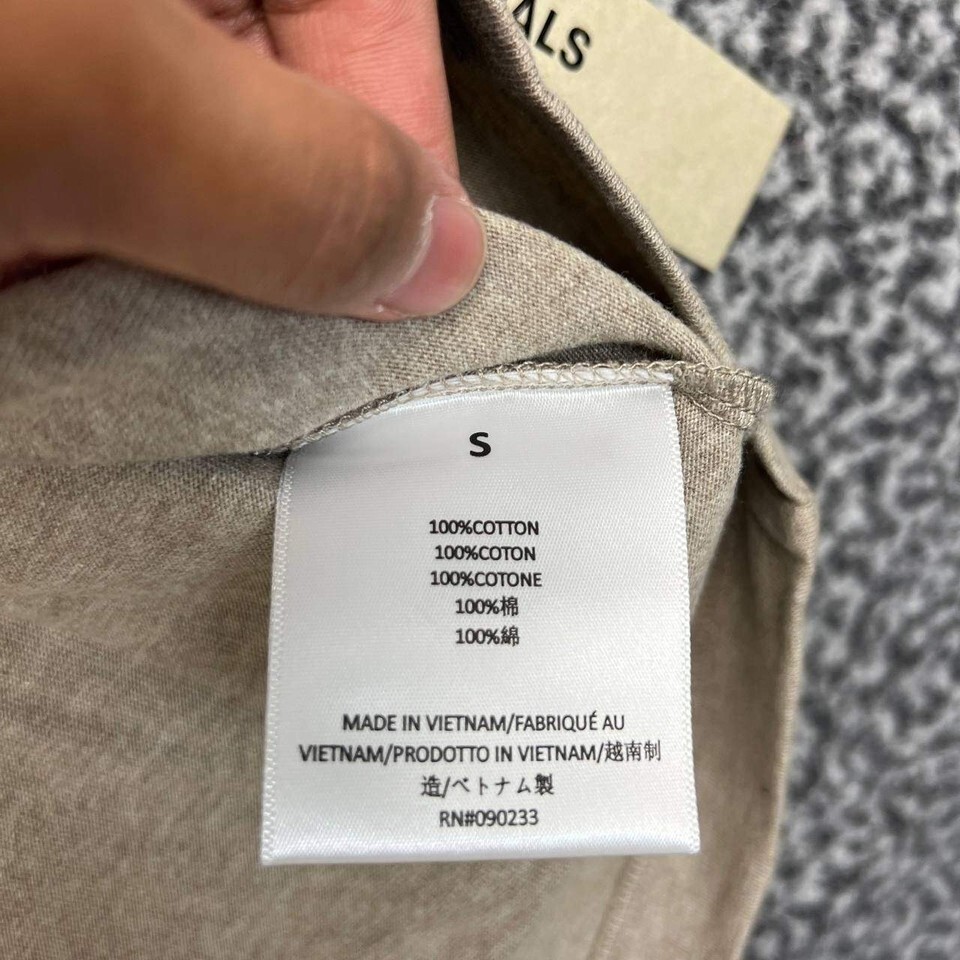 ALS
S
100%COTTON
100%COTON
100%COTONE
100%棉
100%綿
MADE IN VIETNAM/FABRIQUÉ AU
VIETNAM/PRODOTTO IN VIETNAM/越南制
造/ベトナム製
RN#090233